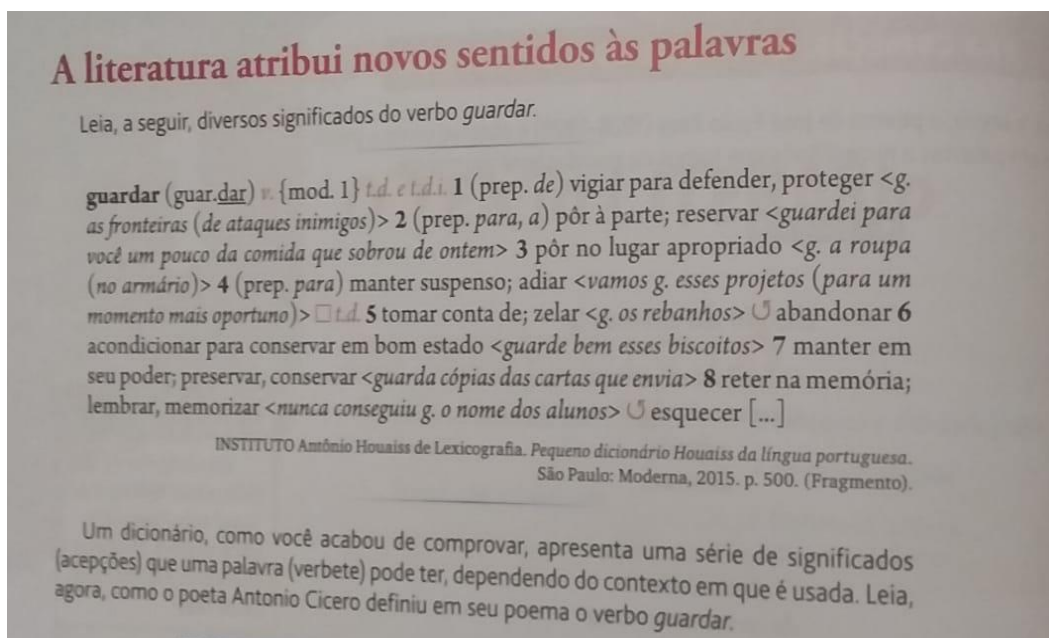 A literatura atribui novos sentidos às palavras
Leia, a seguir, diversos significados do verbo guardar.
guardar (guar.dar) v. {mod. 1} t.d. e t.d.i. 1 (prep. de) vigiar para defender, proteger <g.
as fronteiras (de ataques inimigos)> 2 (prep. para, a) pôr à parte; reservar <guardei para
você um pouco da comida que sobrou de ontem> 3 pôr no lugar apropriado <g. a roupa
(no armário)> 4 (prep. para) manter suspenso; adiar <vamos g. esses projetos (para um
momento mais oportuno)> □ t.d. 5 tomar conta de; zelar <g. os rebanhos> ↺ abandonar 6
acondicionar para conservar em bom estado <guarde bem esses biscoitos> 7 manter em
seu poder; preservar, conservar <guarda cópias das cartas que envia> 8 reter na memória;
lembrar, memorizar <nunca conseguiu g. o nome dos alunos> ↺ esquecer [...]
INSTITUTO Antônio Houaiss de Lexicografia. Pequeno dicionário Houaiss da língua portuguesa.
São Paulo: Moderna, 2015. p. 500. (Fragmento).
Um dicionário, como você acabou de comprovar, apresenta uma série de significados
(acepções) que uma palavra (verbete) pode ter, dependendo do contexto em que é usada. Leia,
agora, como o poeta Antonio Cicero definiu em seu poema o verbo guardar.